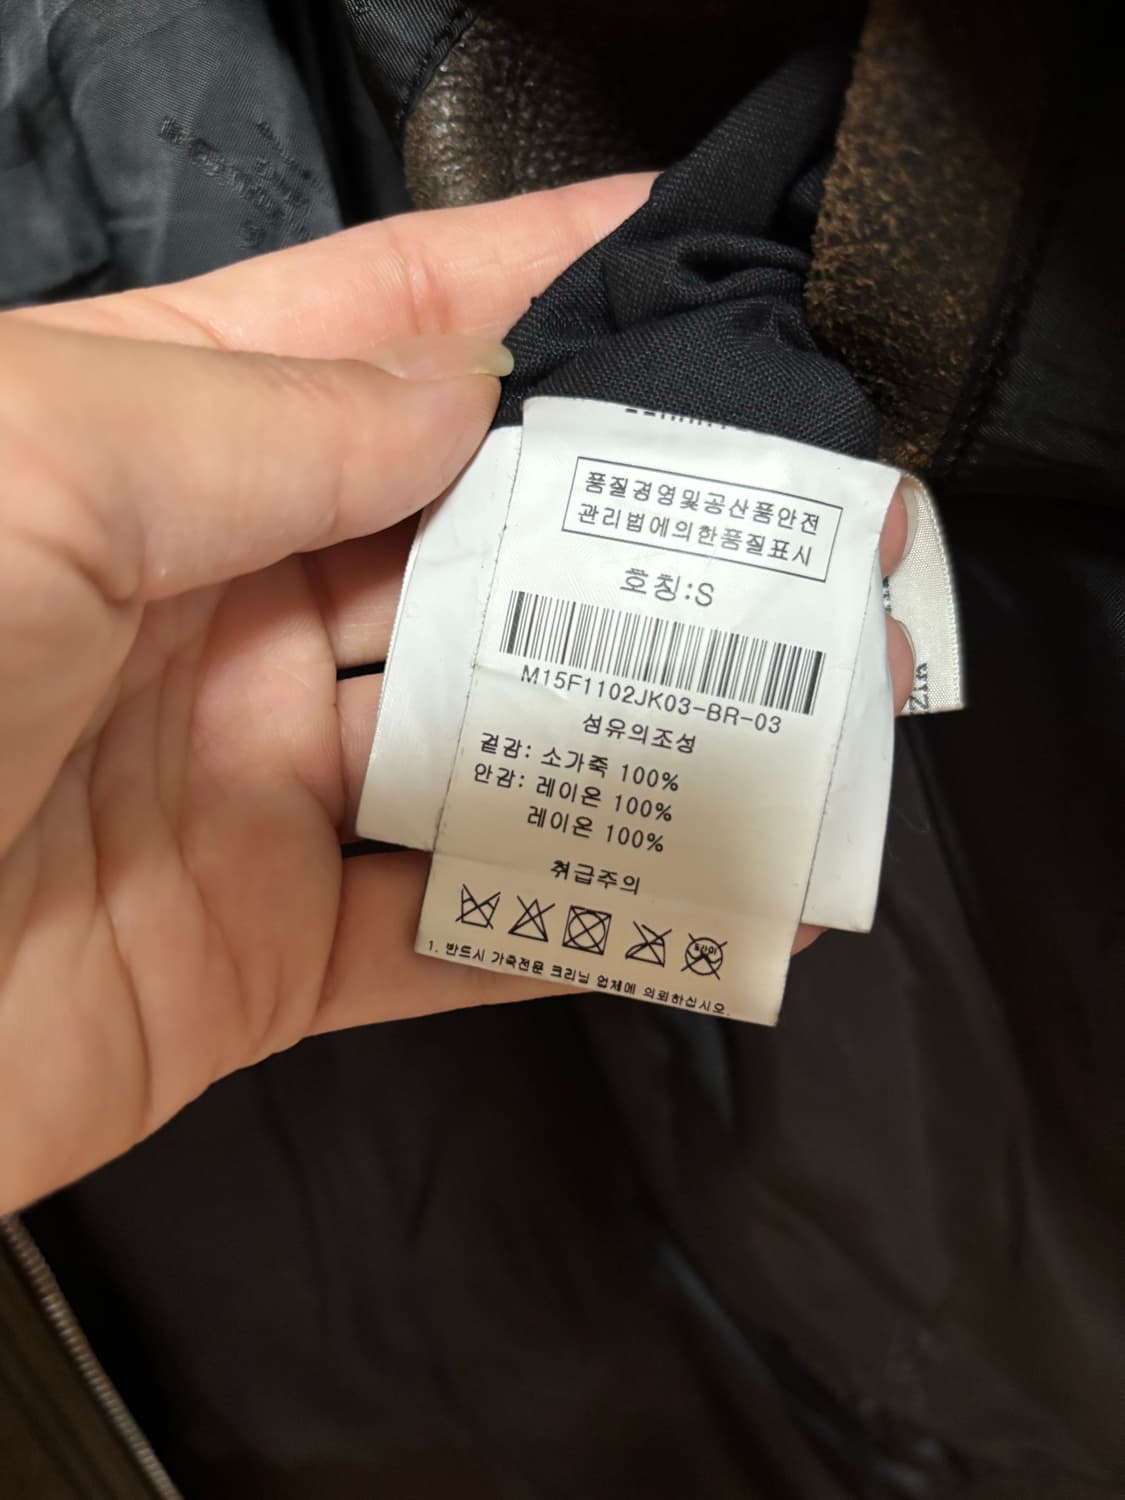 품질경영및공산품안전
관리법에의한품질표시
호칭:S
M15F1102JK03-BR-03
섬유의조성
겉감: 소가죽 100%
안감: 레이온 100%
레이온 100%
취급주의
1. 반드시 가죽전문 크리닝 업체에 의뢰하십시오.